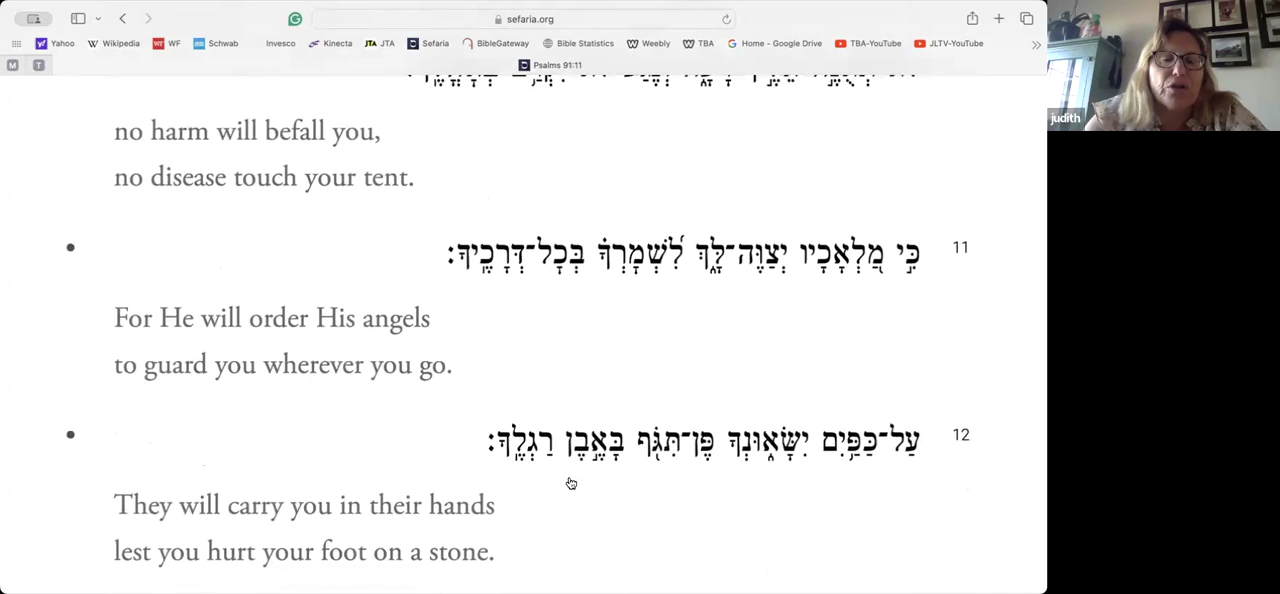 sefaria.org
Yahoo Wikipedia WF Schwab Invesco Kinecta JTA JTA Sefaria BibleGateway Bible Statistics Weebly TBA Home - Google Drive TBA-YouTube JLTV-YouTube
M T Psalms 91:11
judith
no harm will befall you,
no disease touch your tent.
11 כִּ֣י מַ֭לְאָכָיו יְצַוֶּה־לָּ֑ךְ לִ֝שְׁמׇרְךָ֗ בְּכׇל־דְּרָכֶֽיךָ׃
For He will order His angels
to guard you wherever you go.
12 עַל־כַּפַּ֥יִם יִשָּׂא֑וּנְךָ פֶּן־תִּגֹּ֖ף בָּאֶ֣בֶן רַגְלֶֽךָ׃
They will carry you in their hands
lest you hurt your foot on a stone.